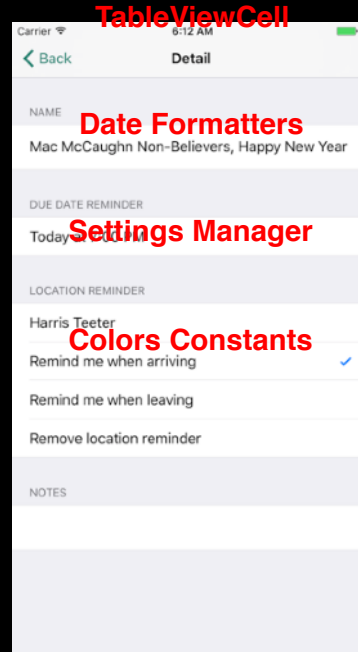 TableViewCell
Carrier 6:12 AM
Back Detail
NAME
Date Formatters
Mac McCaughn Non-Believers, Happy New Year
DUE DATE REMINDER
Settings Manager
Today at PM
LOCATION REMINDER
Harris Teeter
Colors Constants
Remind me when arriving
Remind me when leaving
Remove location reminder
NOTES